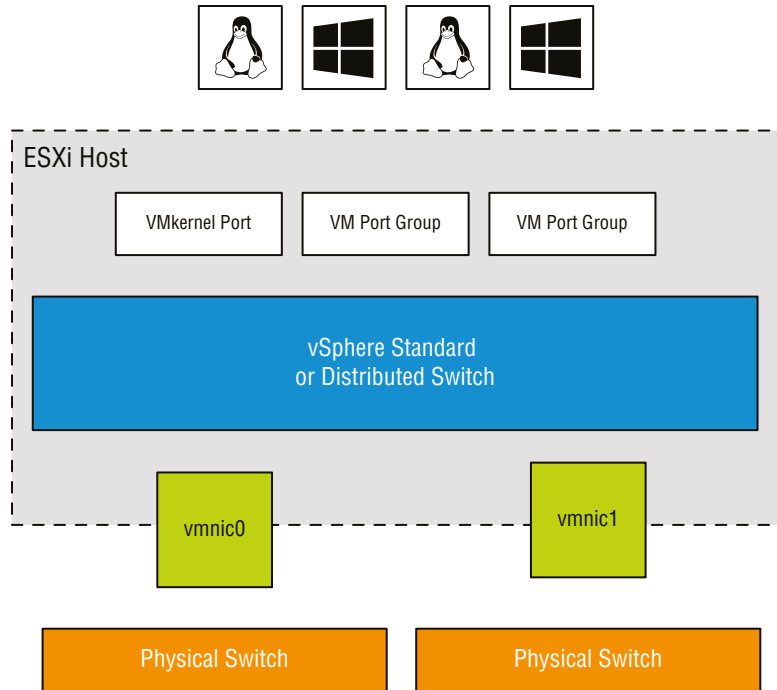 ESXi Host
VMkernel Port
VM Port Group
VM Port Group
vSphere Standard
or Distributed Switch
vmnic0
vmnic1
Physical Switch
Physical Switch